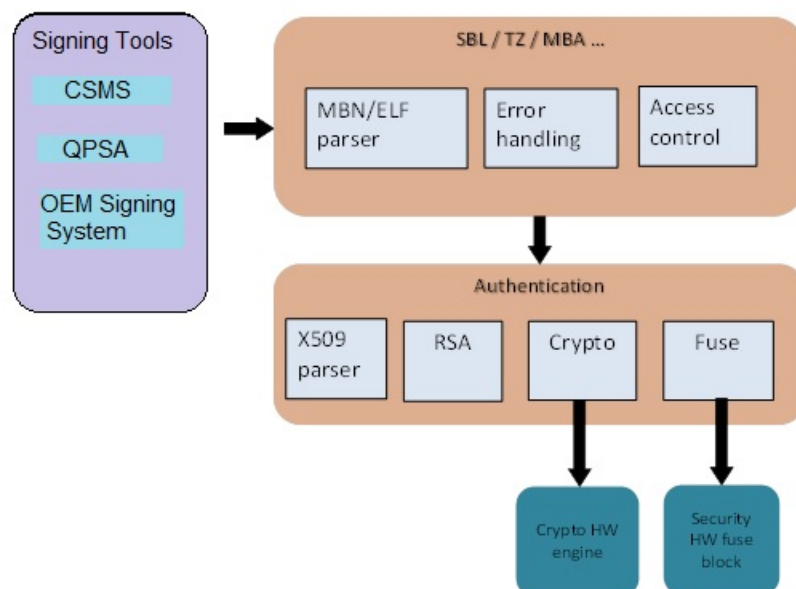 Signing Tools
CSMS
QPSA
OEM Signing
System
SBL / TZ / MBA ...
MBN/ELF
parser
Error
handling
Access
control
Authentication
X509
parser
RSA
Crypto
Fuse
Crypto HW
engine
Security
HW fuse
block